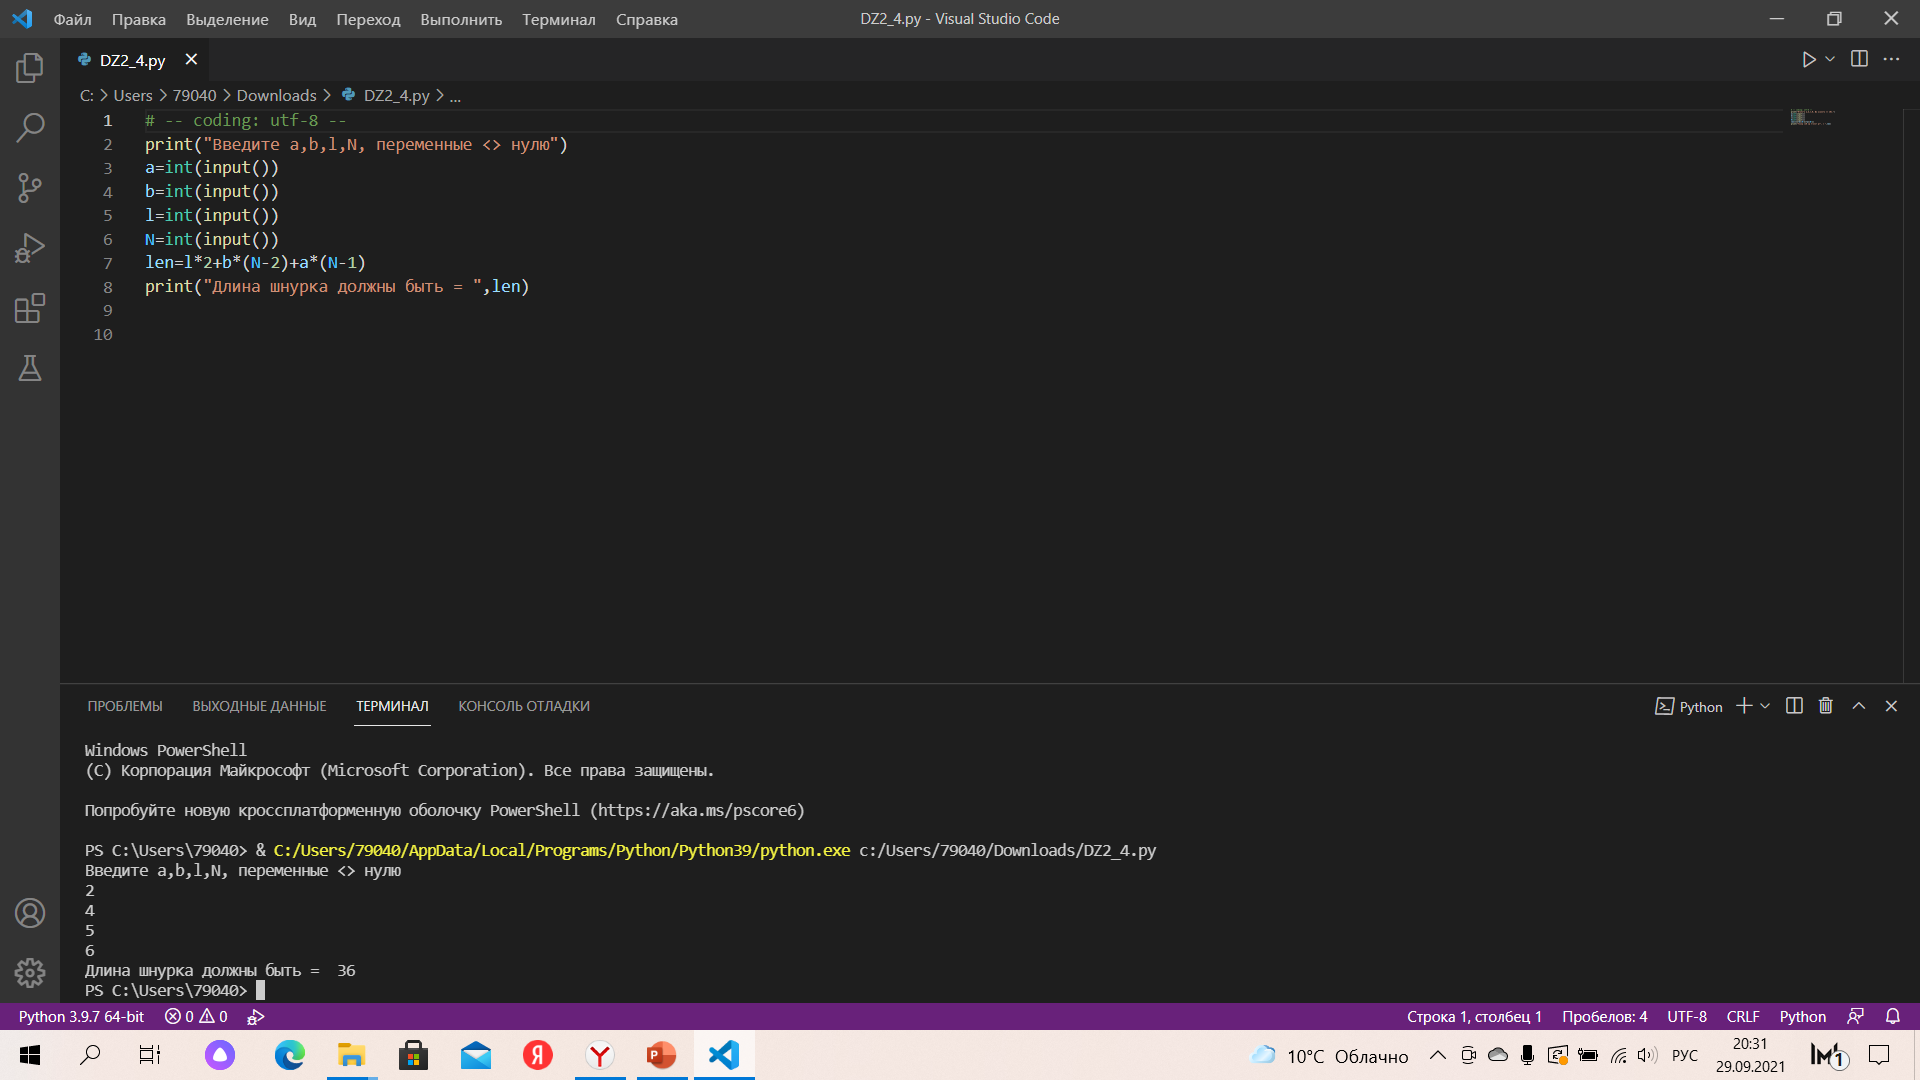 Файл Правка Выделение Вид Переход Выполнить Терминал Справка DZ2_4.py - Visual Studio Code
DZ2_4.py
C: > Users > 79040 > Downloads > DZ2_4.py > ...
1 # -- coding: utf-8 --
2 print("Введите a,b,l,N, переменные <> нулю")
3 a=int(input())
4 b=int(input())
5 l=int(input())
6 N=int(input())
7 len=l*2+b*(N-2)+a*(N-1)
8 print("Длина шнурка должны быть = ",len)
9
10
ПРОБЛЕМЫ ВЫХОДНЫЕ ДАННЫЕ ТЕРМИНАЛ КОНСОЛЬ ОТЛАДКИ Python
Windows PowerShell
(C) Корпорация Майкрософт (Microsoft Corporation). Все права защищены.
Попробуйте новую кроссплатформенную оболочку PowerShell (https://aka.ms/pscore6)
PS C:\Users\79040> & C:/Users/79040/AppData/Local/Programs/Python/Python39/python.exe c:/Users/79040/Downloads/DZ2_4.py
Введите a,b,l,N, переменные <> нулю
2
4
5
6
Длина шнурка должны быть =  36
PS C:\Users\79040>
Python 3.9.7 64-bit 0 0 Строка 1, столбец 1 Пробелов: 4 UTF-8 CRLF Python
10°C Облачно РУС 20:31
29.09.2021
1